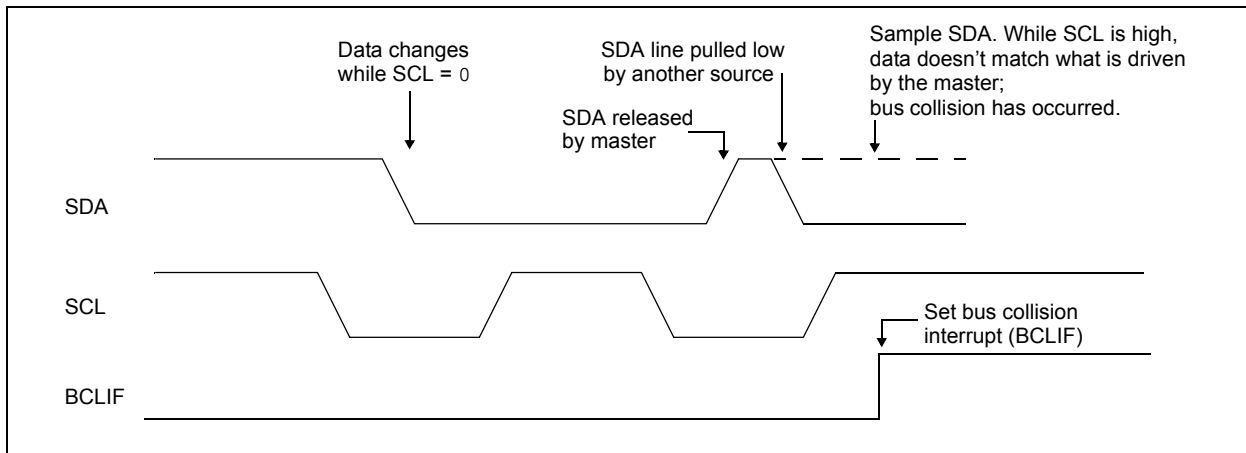 Data changes
while SCL = 0
SDA line pulled low
by another source
SDA released
by master
Sample SDA. While SCL is high,
data doesn't match what is driven
by the master;
bus collision has occurred.
SDA
SCL
Set bus collision
interrupt (BCLIF)
BCLIF